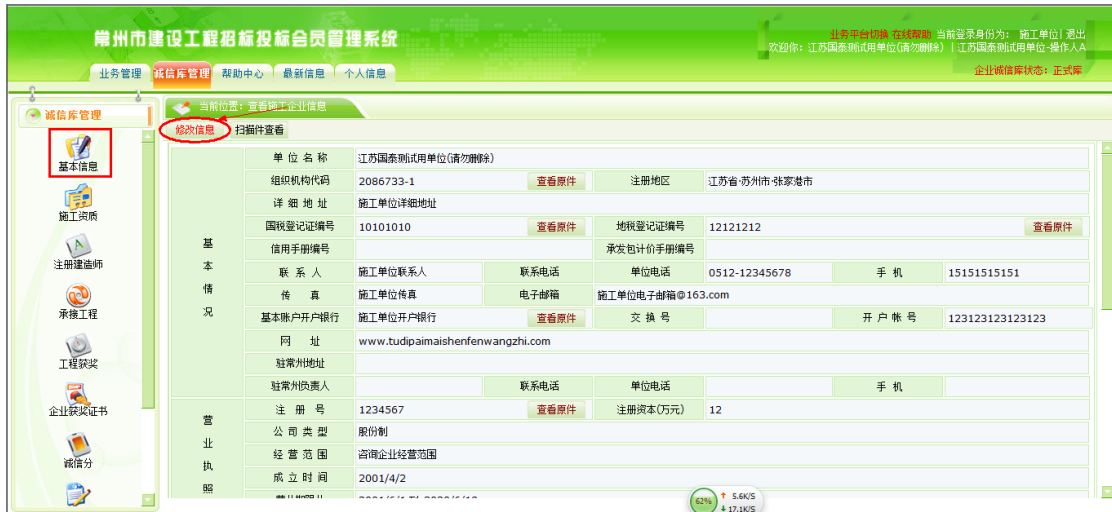 常州市建设工程招标投标会员管理系统
业务平台切换 在线帮助 当前登录身份为: 施工单位| 退出
欢迎你: 江苏国泰测试用单位(请勿删除) | 江苏国泰测试用单位-操作人A
业务管理 诚信库管理 帮助中心 最新信息 个人信息
企业诚信库状态: 正式库
诚信库管理
当前位置: 查看施工企业信息
修改信息 扫描件查看
基本信息
施工资质
注册建造师
承接工程
工程获奖
企业获奖证书
诚信分
基本情况
单位名称 江苏国泰测试用单位(请勿删除)
组织机构代码 2086733-1 查看原件 注册地区 江苏省·苏州市·张家港市
详细地址 施工单位详细地址
国税登记证编号 10101010 查看原件 地税登记证编号 12121212 查看原件
信用手册编号 承发包计价手册编号
联系人 施工单位联系人 联系电话 单位电话 0512-12345678 手机 15151515151
传真 施工单位传真 电子邮箱 施工单位电子邮箱@163.com
基本账户开户银行 施工单位开户银行 查看原件 交换号 开户帐号 123123123123123
网址 www.tudipaimaishenfenwangzhi.com
驻常州地址
驻常州负责人 联系电话 单位电话 手机
营业执照
注册号 1234567 查看原件 注册资本(万元) 12
公司类型 股份制
经营范围 咨询企业经营范围
成立时间 2001/4/2
62% ↑ 5.6K/S
↓ 17.1K/S